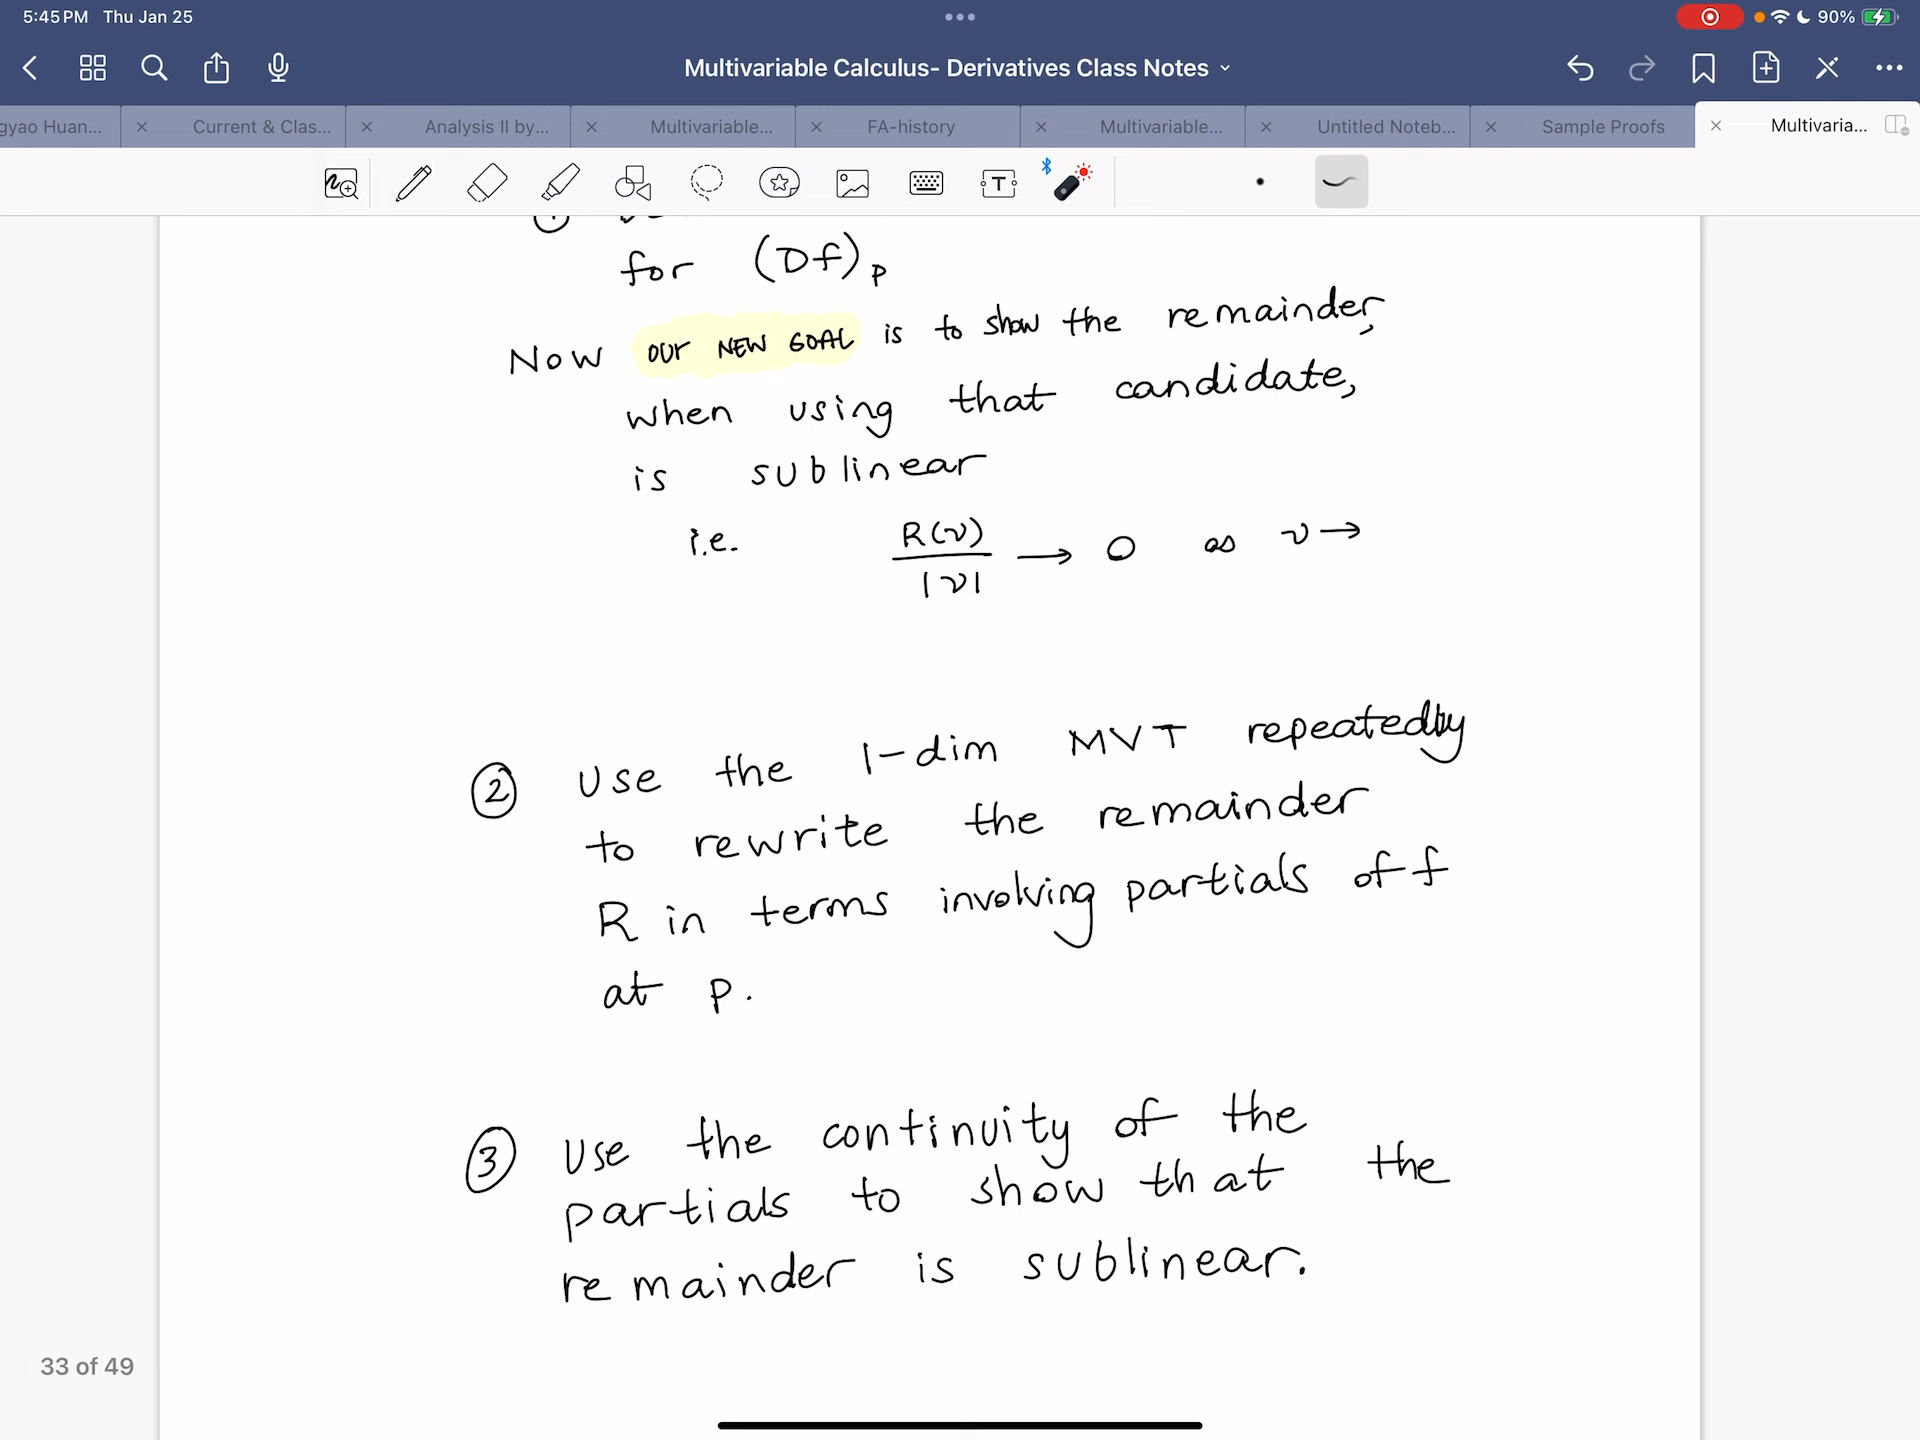 5:45 PM Thu Jan 25
90%
Multivariable Calculus- Derivatives Class Notes
gyao Huan...
Current & Clas...
Analysis II by...
Multivariable...
FA-history
Multivariable...
Untitled Noteb...
Sample Proofs
Multivaria...
for (Df)p
Now our NEW GOAL is to show the remainder,
when using that candidate,
is sublinear
i.e. R(v)/|v| → 0 as v →
② Use the 1-dim MVT repeatedly
to rewrite the remainder
R in terms involving partials of f
at p.
③ Use the continuity of the
partials to show that the
remainder is sublinear.
33 of 49